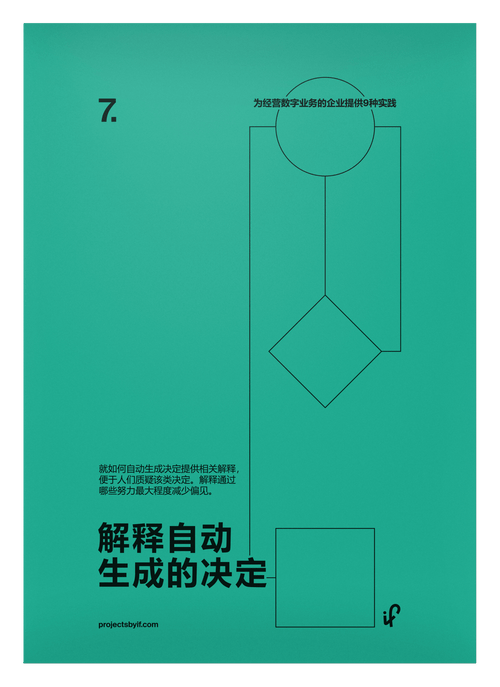 7.
为经营数字业务的企业提供9种实践
就如何自动生成决定提供相关解释，
便于人们质疑该类决定。解释通过
哪些努力最大程度减少偏见。
解释自动
生成的决定
projectsbyif.com
if